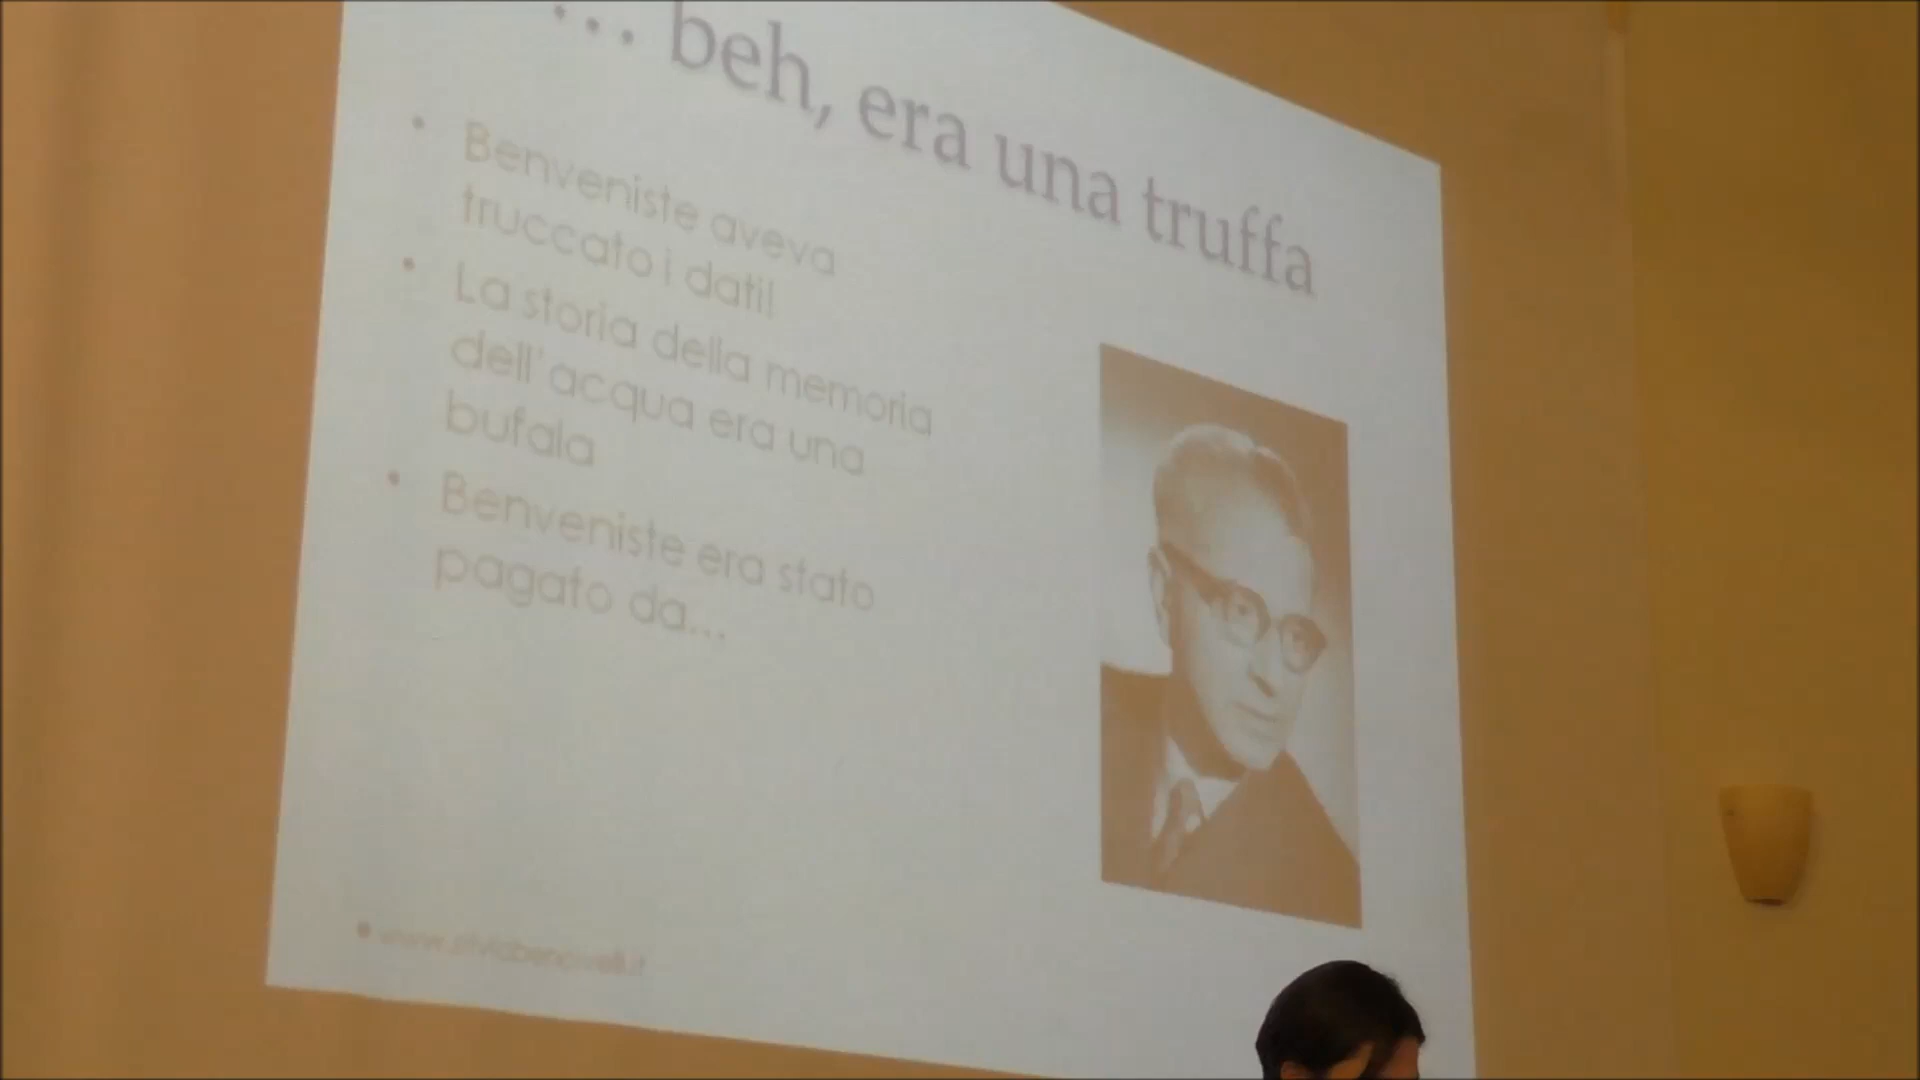 ... beh, era una truffa
• Benveniste aveva
truccato i dati!
• La storia della memoria
dell'acqua era una
bufala
• Benveniste era stato
pagato da...